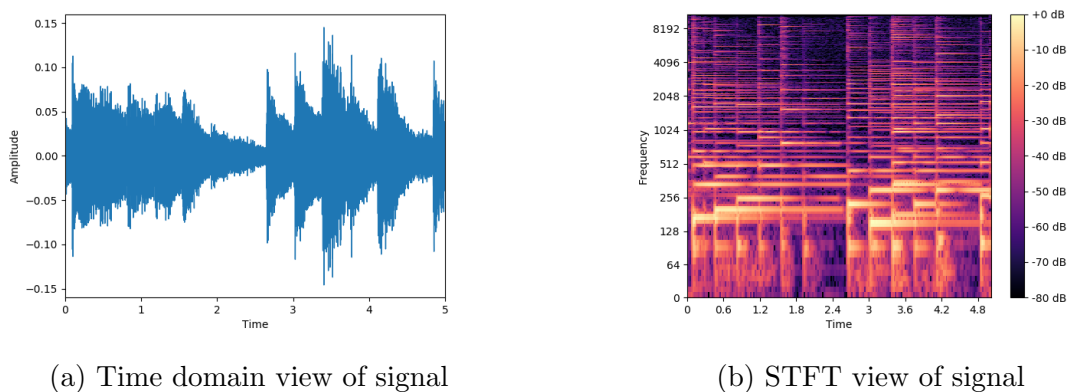 0.15
0.10
0.05
0.00
−0.05
−0.10
−0.15
Amplitude
0
1
2
3
4
5
Time
(a) Time domain view of signal
8192
4096
2048
1024
512
256
128
64
0
Frequency
0
0.6
1.2
1.8
2.4
3
3.6
4.2
4.8
Time
+0 dB
-10 dB
-20 dB
-30 dB
-40 dB
-50 dB
-60 dB
-70 dB
-80 dB
(b) STFT view of signal